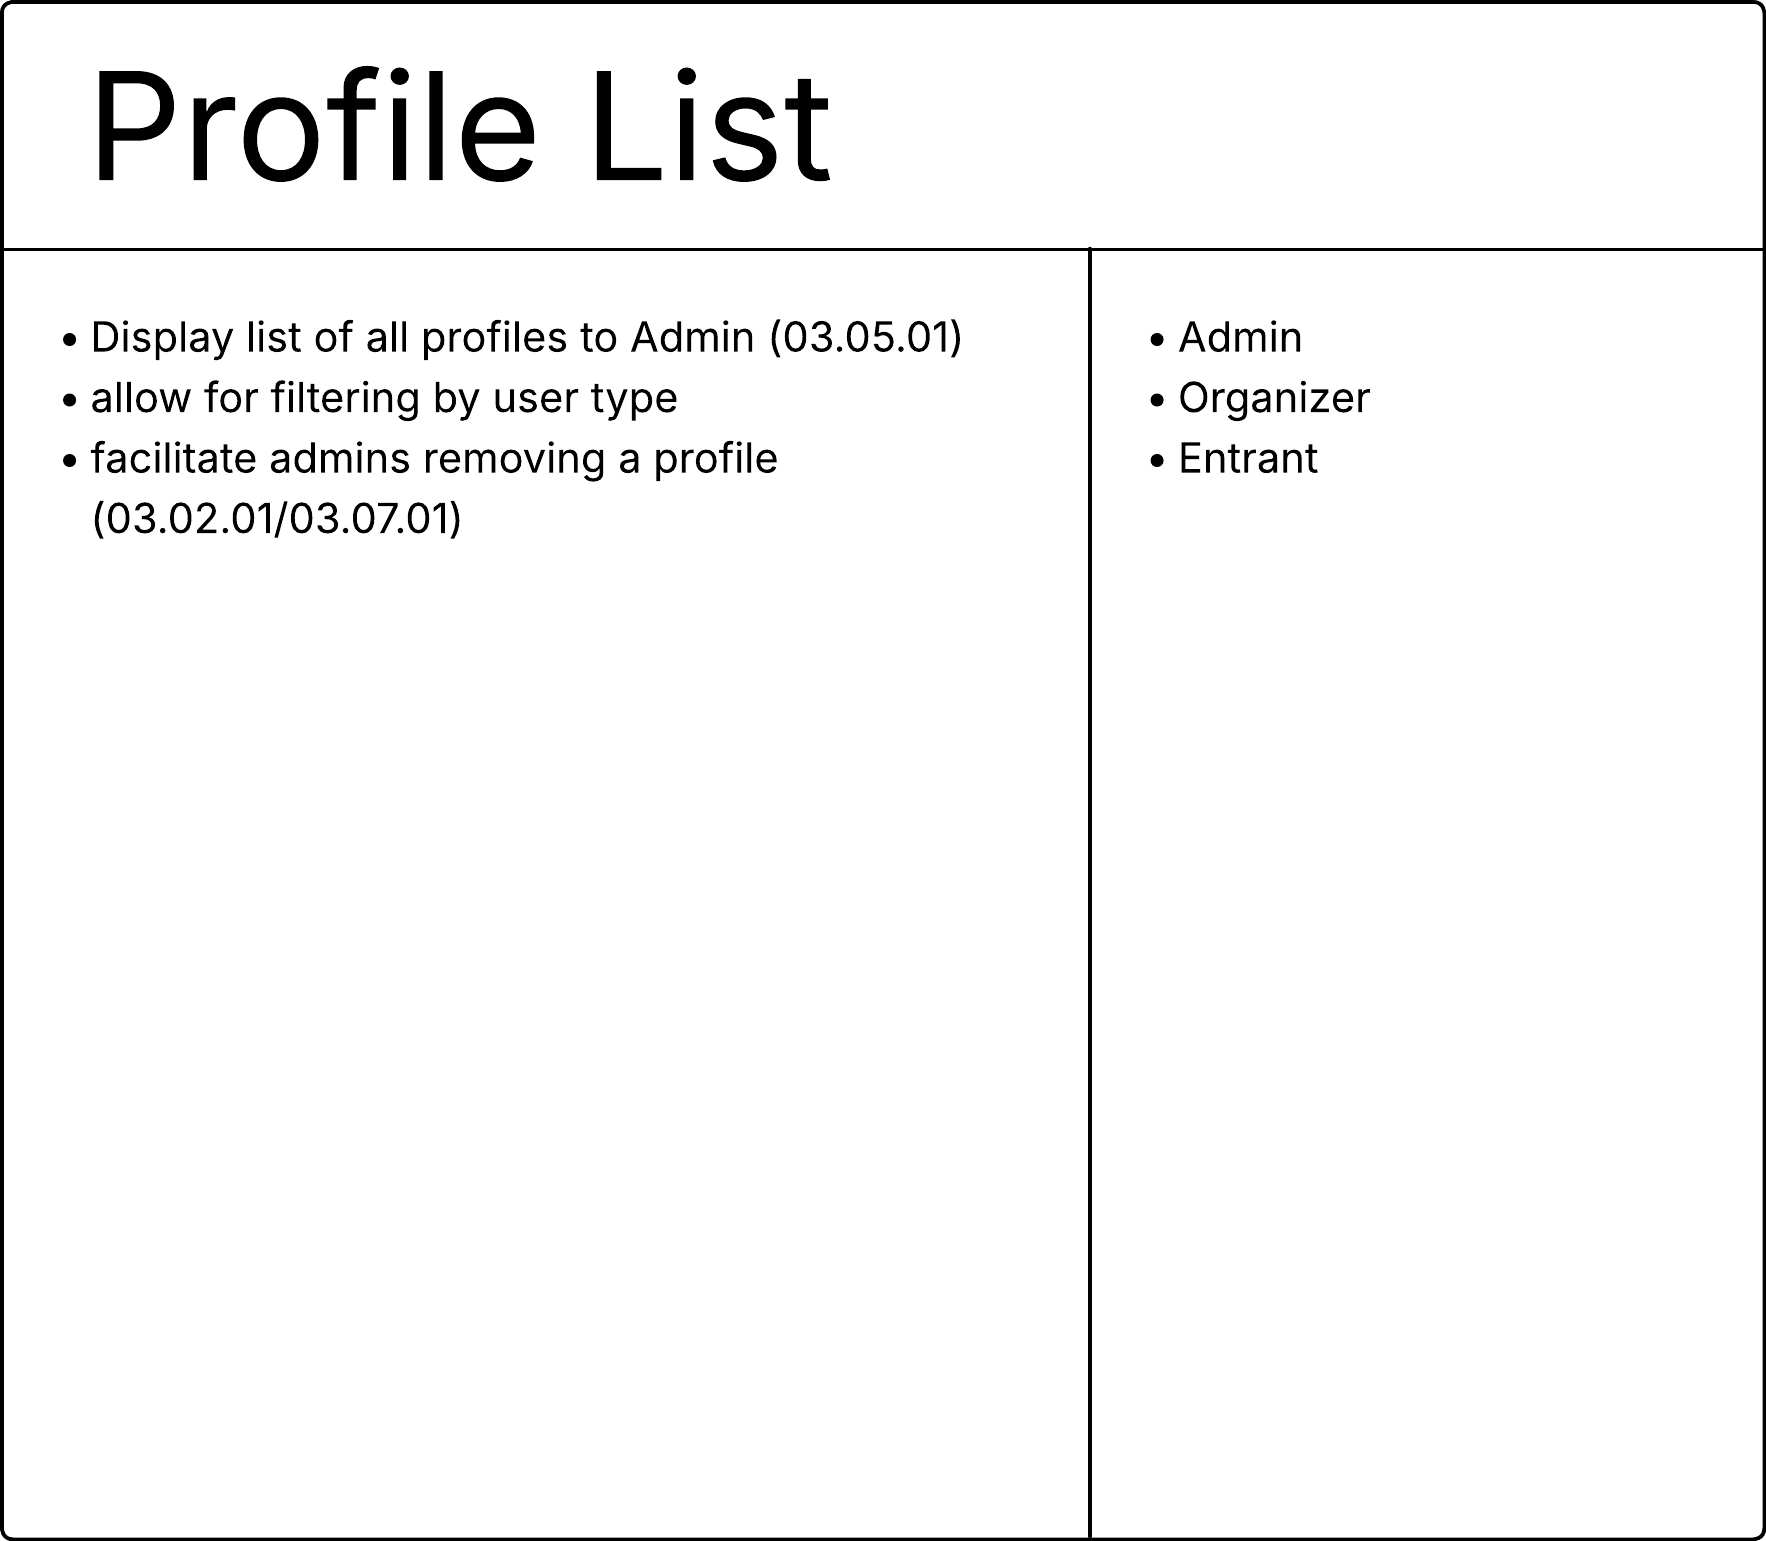 Profile List
• Display list of all profiles to Admin (03.05.01)
• allow for filtering by user type
• facilitate admins removing a profile
(03.02.01/03.07.01)
• Admin
• Organizer
• Entrant